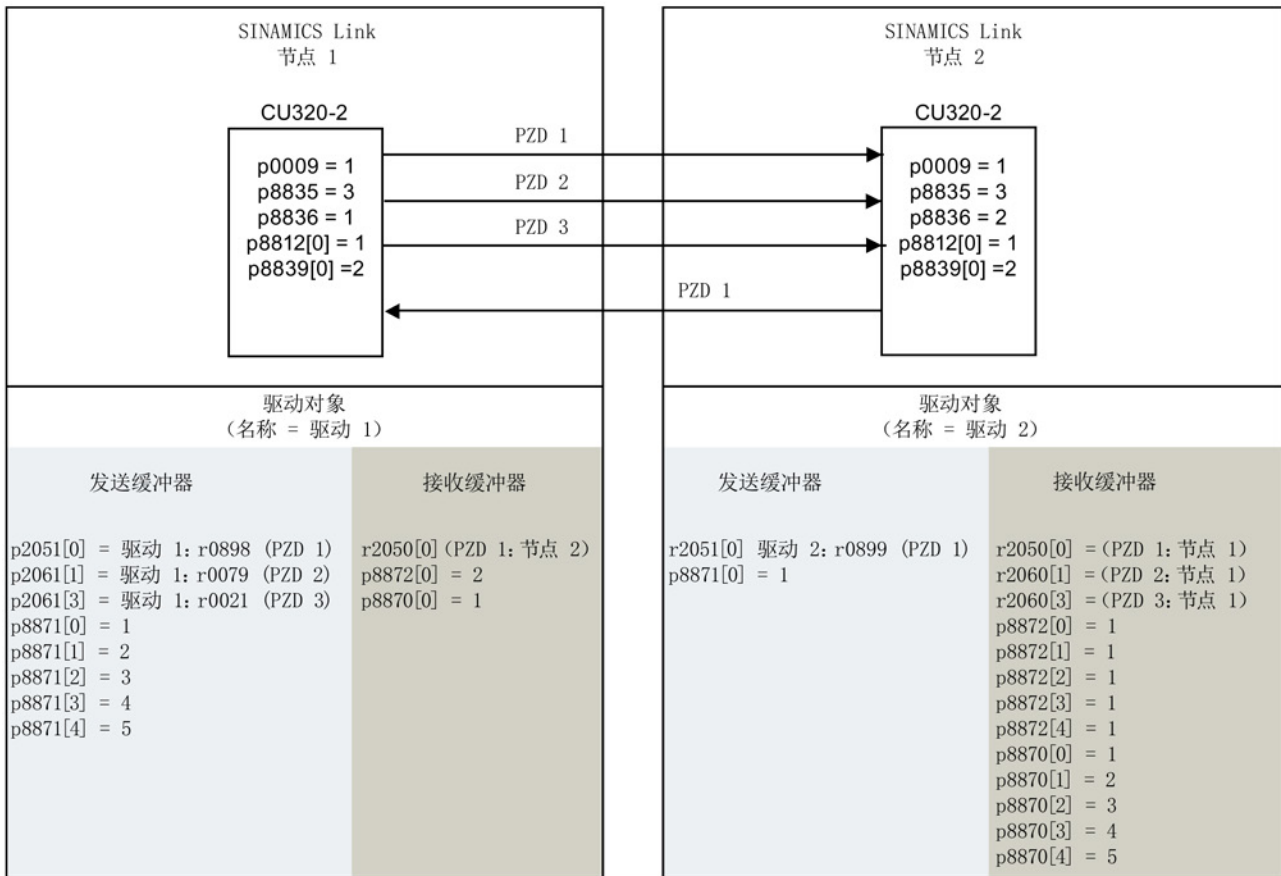 SINAMICS Link
节点 1
CU320-2
p0009 = 1
p8835 = 3
p8836 = 1
p8812[0] = 1
p8839[0] =2
PZD 1
PZD 2
PZD 3
PZD 1
SINAMICS Link
节点 2
CU320-2
p0009 = 1
p8835 = 3
p8836 = 2
p8812[0] = 1
p8839[0] =2
驱动对象
(名称 = 驱动 1)
发送缓冲器
p2051[0] = 驱动 1: r0898 (PZD 1)
p2061[1] = 驱动 1: r0079 (PZD 2)
p2061[3] = 驱动 1: r0021 (PZD 3)
p8871[0] = 1
p8871[1] = 2
p8871[2] = 3
p8871[3] = 4
p8871[4] = 5
接收缓冲器
r2050[0] (PZD 1: 节点 2)
p8872[0] = 2
p8870[0] = 1
驱动对象
(名称 = 驱动 2)
发送缓冲器
r2051[0] 驱动 2: r0899 (PZD 1)
p8871[0] = 1
接收缓冲器
r2050[0] = (PZD 1: 节点 1)
r2060[1] = (PZD 2: 节点 1)
r2060[3] = (PZD 3: 节点 1)
p8872[0] = 1
p8872[1] = 1
p8872[2] = 1
p8872[3] = 1
p8872[4] = 1
p8870[0] = 1
p8870[1] = 2
p8870[2] = 3
p8870[3] = 4
p8870[4] = 5